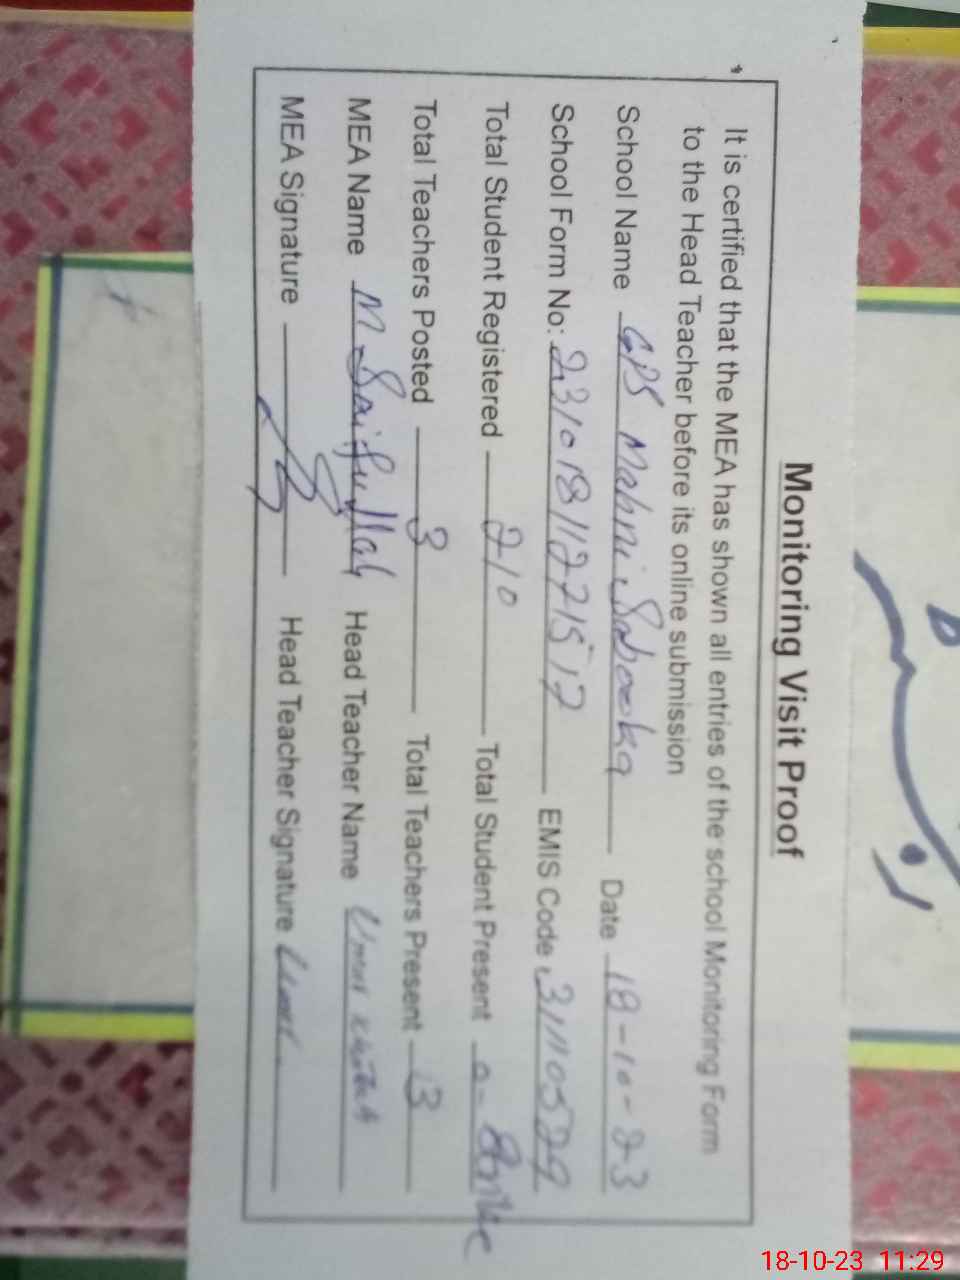 Monitoring Visit Proof
It is certified that the MEA has shown all entries of the school Monitoring Form
to the Head Teacher before its online submission
School Name GPS Mahni Date 18-10-23
School Form No: EMIS Code 31110529
Total Student Registered 210 Total Student Present 0-
Total Teachers Posted 3 Total Teachers Present 3
MEA Name M. Saifullah Head Teacher Name Umar
MEA Signature Head Teacher Signature
18-10-23 11:29